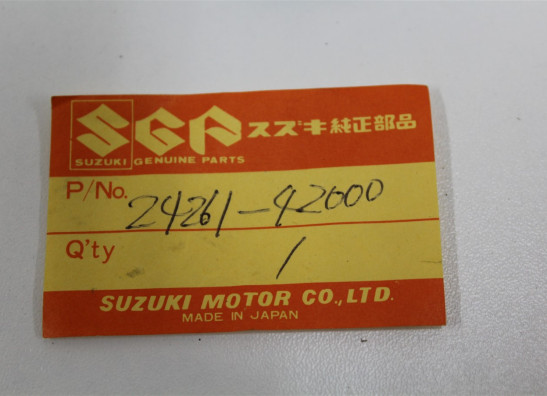 SGP スズキ純正部品
SUZUKI GENUINE PARTS
P/No. 24261-42000
Q'ty 1
SUZUKI MOTOR CO.,LTD.
MADE IN JAPAN